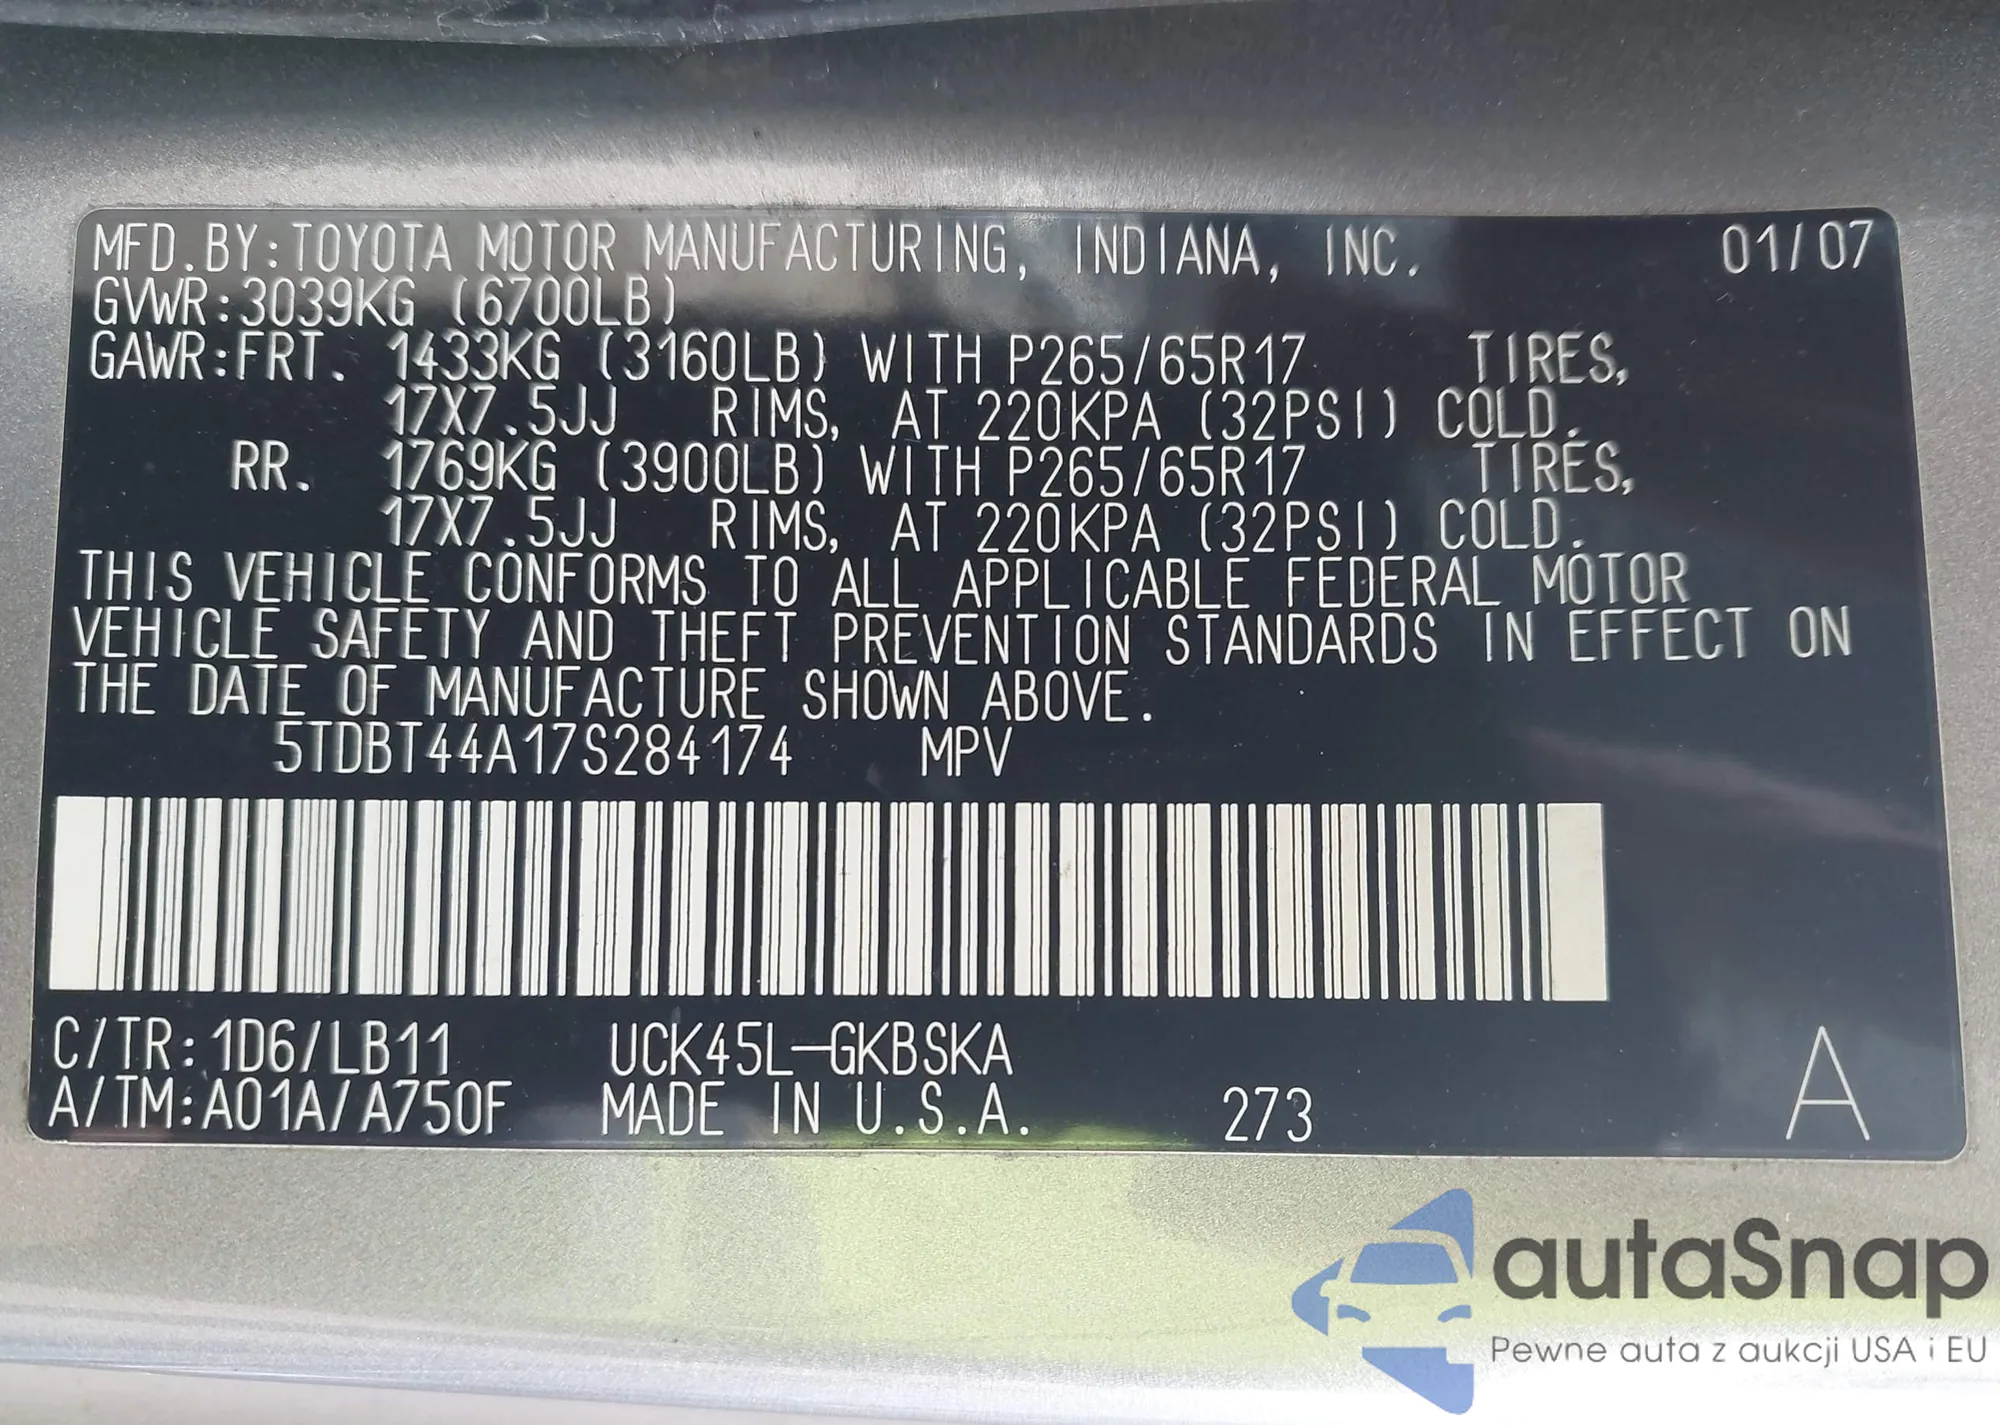 MFD.BY:TOYOTA MOTOR MANUFACTURING, INDIANA, INC. 01/07
GVWR:3039KG (6700LB)
GAWR:FRT. 1433KG (3160LB) WITH P265/65R17 TIRES,
17X7.5JJ RIMS, AT 220KPA (32PSI) COLD.
RR. 1769KG (3900LB) WITH P265/65R17 TIRES,
17X7.5JJ RIMS, AT 220KPA (32PSI) COLD.
THIS VEHICLE CONFORMS TO ALL APPLICABLE FEDERAL MOTOR
VEHICLE SAFETY AND THEFT PREVENTION STANDARDS IN EFFECT ON
THE DATE OF MANUFACTURE SHOWN ABOVE.
5TDBT44A17S284174 MPV
C/TR:1D6/LB11 UCK45L-GKBSKA
A/TM:A01A/A750F MADE IN U.S.A. 273 A
autaSnap
Pewne auta z aukcji USA i EU